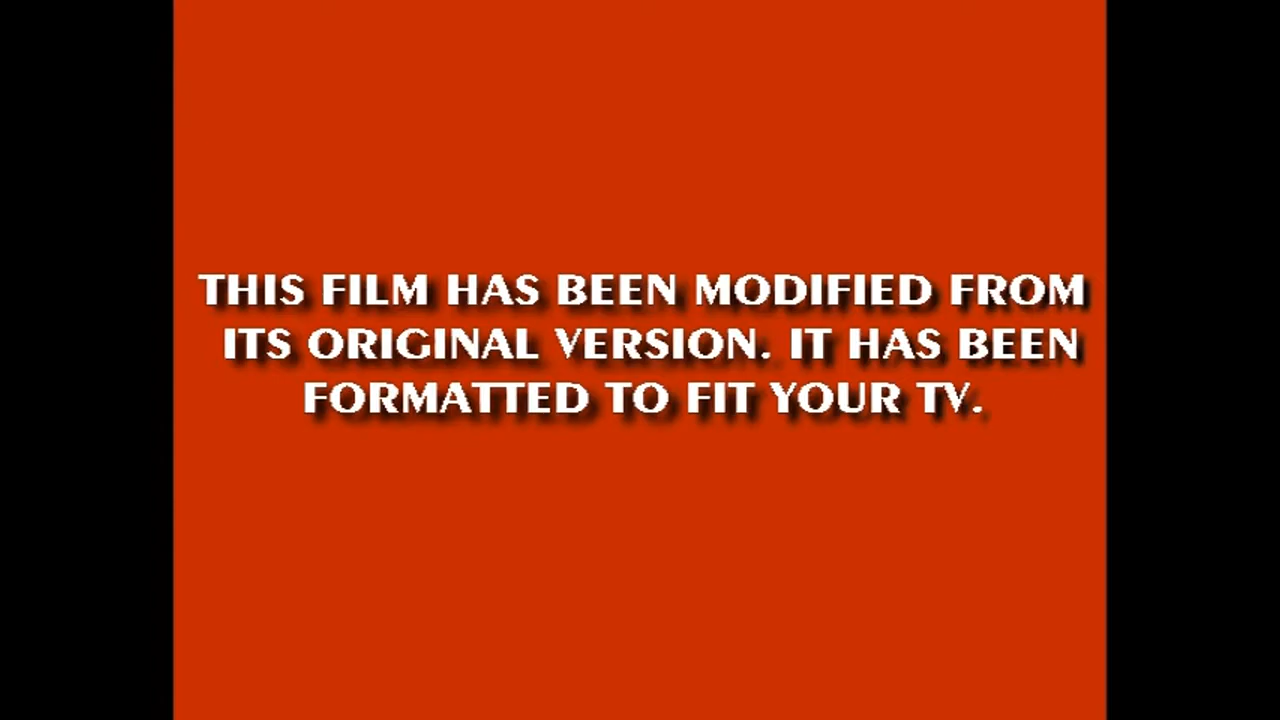 THIS FILM HAS BEEN MODIFIED FROM
ITS ORIGINAL VERSION. IT HAS BEEN
FORMATTED TO FIT YOUR TV.